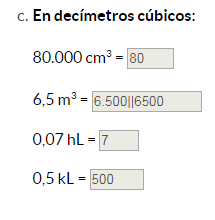 c. En decímetros cúbicos:
80.000 cm³ = 80
6,5 m³ = 6.500||6500
0,07 hL = 7
0,5 kL = 500